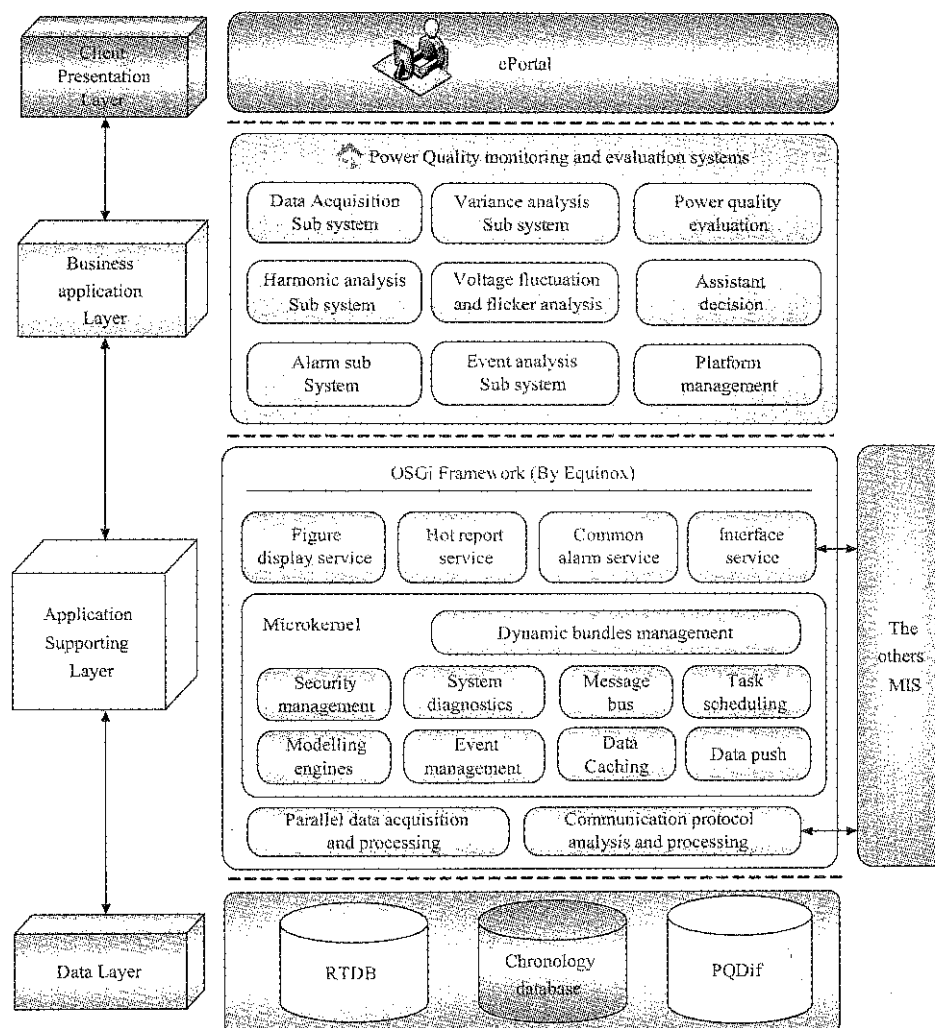 Client
Presentation
Layer
ePortal
Power Quality monitoring and evaluation systems
Data Acquisition
Sub system
Variance analysis
Sub system
Power quality
evaluation
Business
application
Layer
Harmonic analysis
Sub system
Voltage fluctuation
and flicker analysis
Assistant
decision
Alarm sub
System
Event analysis
Sub system
Platform
management
OSGi Framework (By Equinox)
Figure
display service
Hot report
service
Common
alarm service
Interface
service
Application
Supporting
Layer
Microkernel
Dynamic bundles management
Security
management
System
diagnostics
Message
bus
Task
scheduling
Modelling
engines
Event
management
Data
Caching
Data push
The
others
MIS
Parallel data acquisition
and processing
Communication protocol
analysis and processing
Data Layer
RTDB
Chronology
database
PQDif